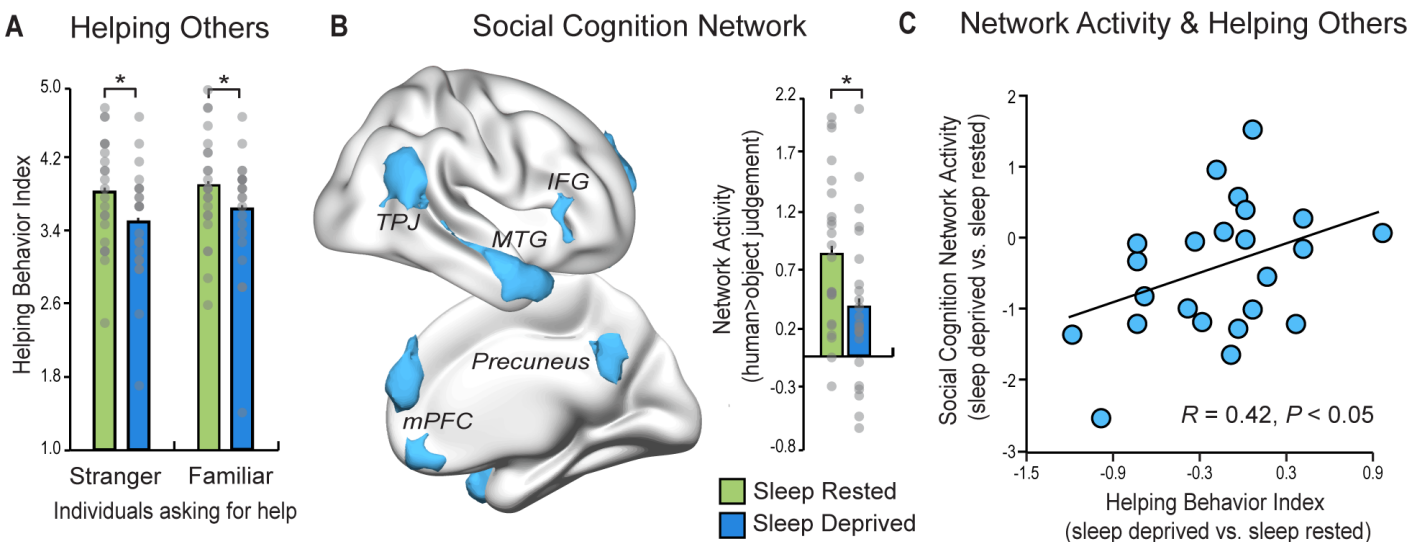 A Helping Others
B Social Cognition Network
C Network Activity & Helping Others
Helping Behavior Index
5.0
4.2
3.4
2.6
1.8
1.0
*
*
Stranger
Familiar
Individuals asking for help
TPJ
IFG
MTG
Precuneus
mPFC
Network Activity
(human>object judgement)
2.2
1.7
1.2
0.7
0.2
-0.3
-0.8
*
Sleep Rested
Sleep Deprived
Social Cognition Network Activity
(sleep deprived vs. sleep rested)
2
1
0
-1
-2
-3
R = 0.42, P < 0.05
-1.5
-0.9
-0.3
0.3
0.9
Helping Behavior Index
(sleep deprived vs. sleep rested)